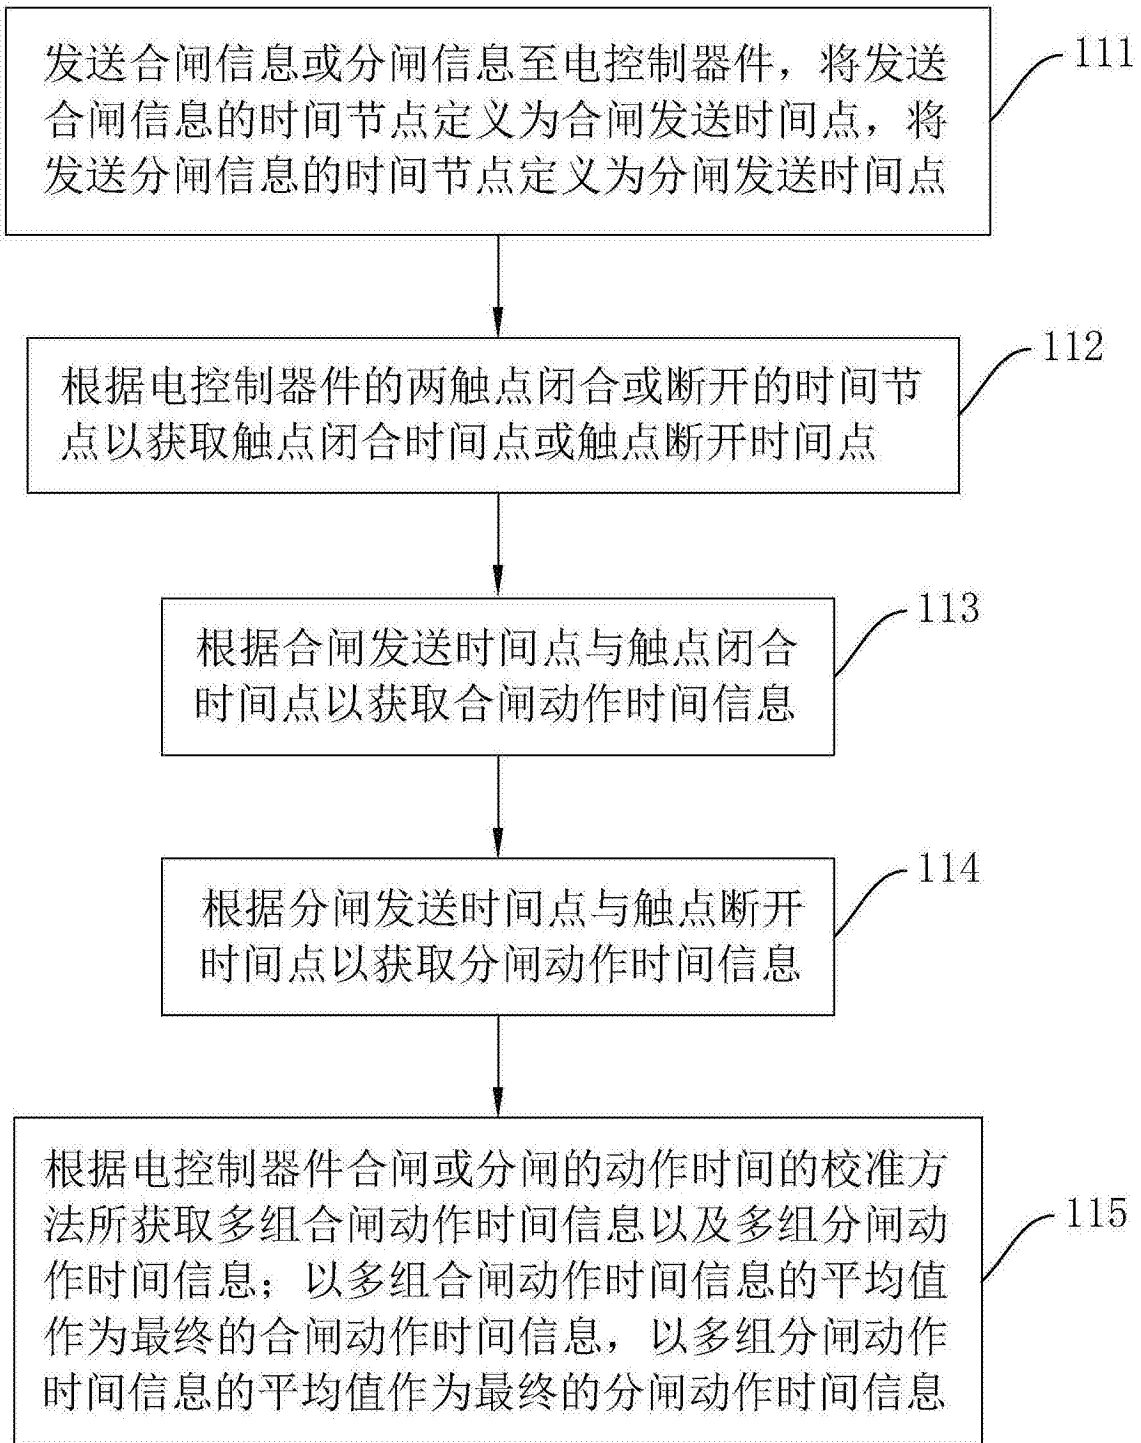 发送合闸信息或分闸信息至电控制器件，将发送
合闸信息的时间节点定义为合闸发送时间点，将
发送分闸信息的时间节点定义为分闸发送时间点
111
根据电控制器件的两触点闭合或断开的时间节
点以获取触点闭合时间点或触点断开时间点
112
根据合闸发送时间点与触点闭合
时间点以获取合闸动作时间信息
113
根据分闸发送时间点与触点断开
时间点以获取分闸动作时间信息
114
根据电控制器件合闸或分闸的动作时间的校准方
法所获取多组合闸动作时间信息以及多组分闸动
作时间信息；以多组合闸动作时间信息的平均值
作为最终的合闸动作时间信息，以多组分闸动作
时间信息的平均值作为最终的分闸动作时间信息
115